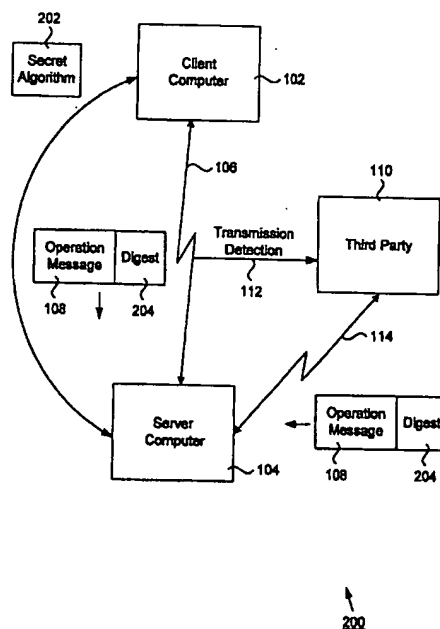 202
Secret
Algorithm
Client
Computer
102
106
110
Third Party
Transmission
Detection
112
Operation
Message
Digest
108
204
114
Server
Computer
104
Operation
Message
Digest
108
204
200